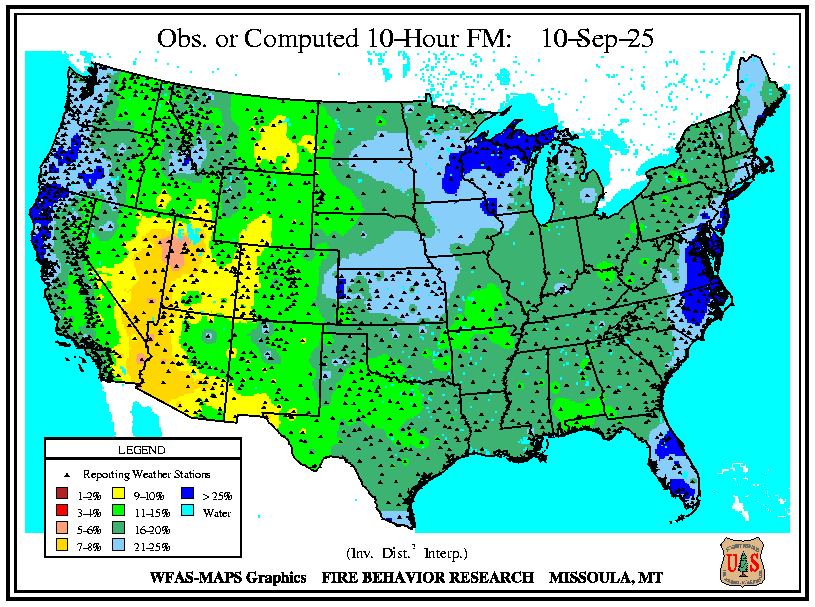 Obs. or Computed 10-Hour FM: 10-Sep-25
LEGEND
Reporting Weather Stations
1-2% 9-10% > 25%
3-4% 11-15% Water
5-6% 16-20%
7-8% 21-25%
(Inv. Dist.² Interp.)
WFAS-MAPS Graphics FIRE BEHAVIOR RESEARCH MISSOULA, MT
U S